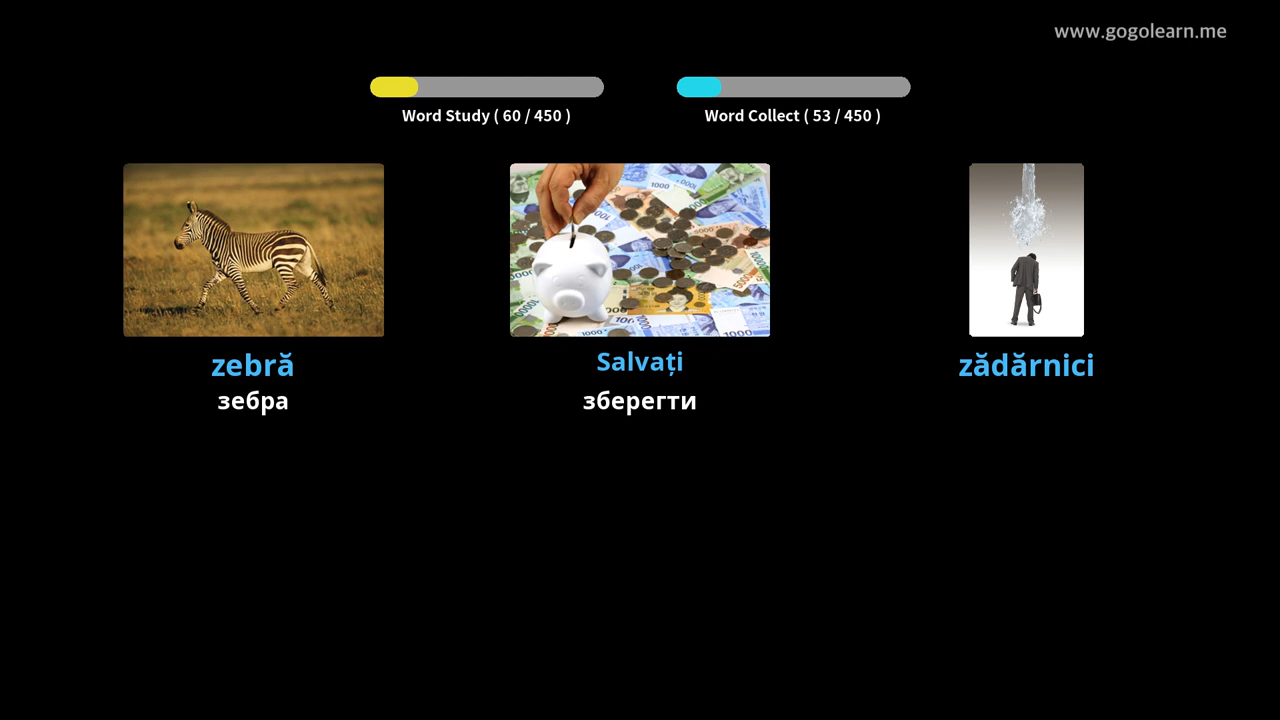 www.gogolearn.me
Word Study ( 60 / 450 )
Word Collect ( 53 / 450 )
zebră
зебра
Salvați
зберегти
zădărnici